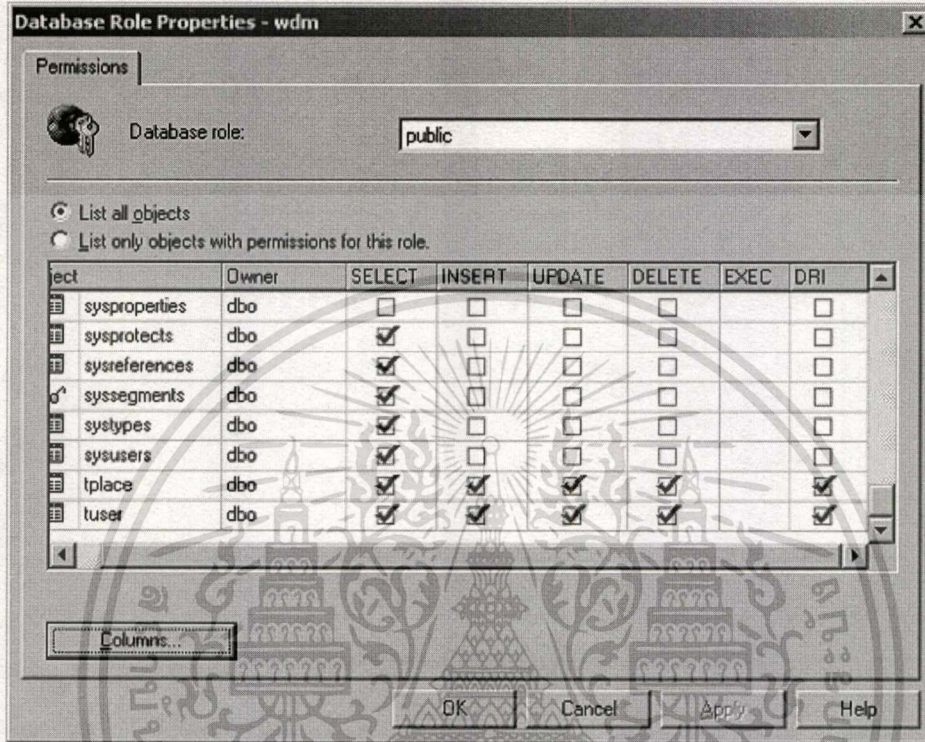 Database Role Properties - wdm
Permissions
Database role: public
List all objects
List only objects with permissions for this role.
ject Owner SELECT INSERT UPDATE DELETE EXEC DRI
sysproperties dbo
sysprotects dbo
sysreferences dbo
syssegments dbo
systypes dbo
sysusers dbo
tplace dbo
tuser dbo
Columns...
OK Cancel Apply Help